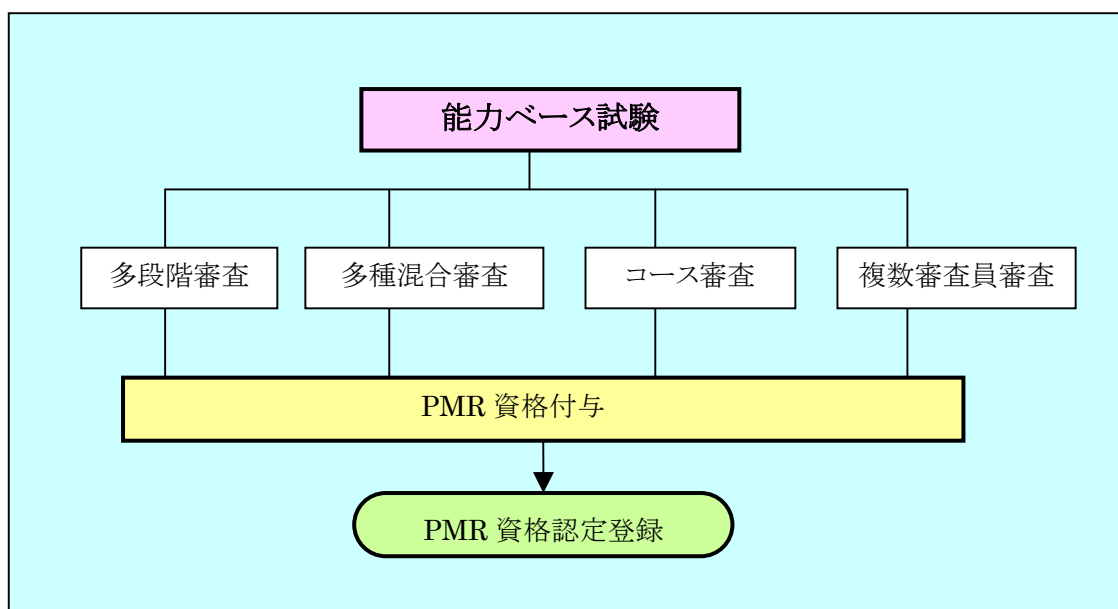 能力ベース試験
多段階審査
多種混合審査
コース審査
複数審査員審査
PMR 資格付与
PMR 資格認定登録